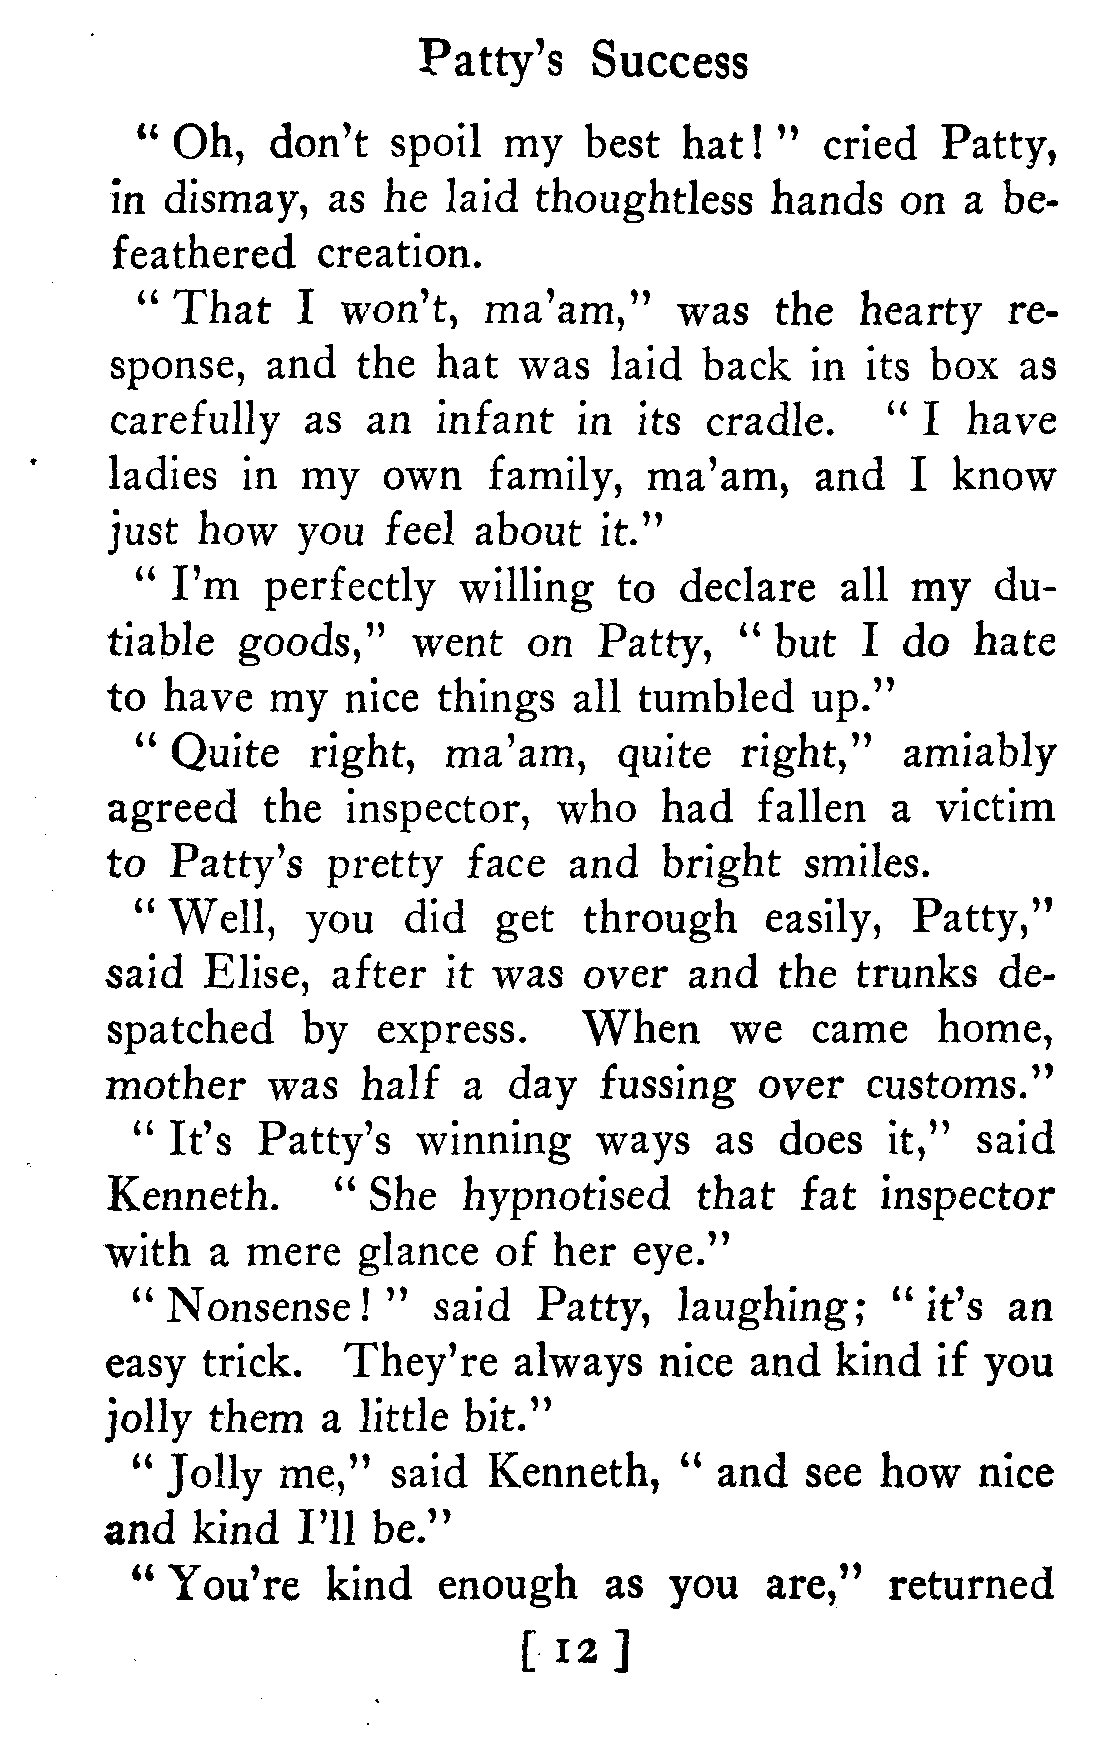 Patty's Success
" Oh, don't spoil my best hat! " cried Patty,
in dismay, as he laid thoughtless hands on a be-
feathered creation.
" That I won't, ma'am," was the hearty re-
sponse, and the hat was laid back in its box as
carefully as an infant in its cradle. " I have
ladies in my own family, ma'am, and I know
just how you feel about it."
" I'm perfectly willing to declare all my du-
tiable goods," went on Patty, " but I do hate
to have my nice things all tumbled up."
" Quite right, ma'am, quite right," amiably
agreed the inspector, who had fallen a victim
to Patty's pretty face and bright smiles.
" Well, you did get through easily, Patty,"
said Elise, after it was over and the trunks de-
spatched by express. When we came home,
mother was half a day fussing over customs."
" It's Patty's winning ways as does it," said
Kenneth. " She hypnotised that fat inspector
with a mere glance of her eye."
" Nonsense! " said Patty, laughing; " it's an
easy trick. They're always nice and kind if you
jolly them a little bit."
" Jolly me," said Kenneth, " and see how nice
and kind I'll be."
" You're kind enough as you are," returned
[ 12 ]